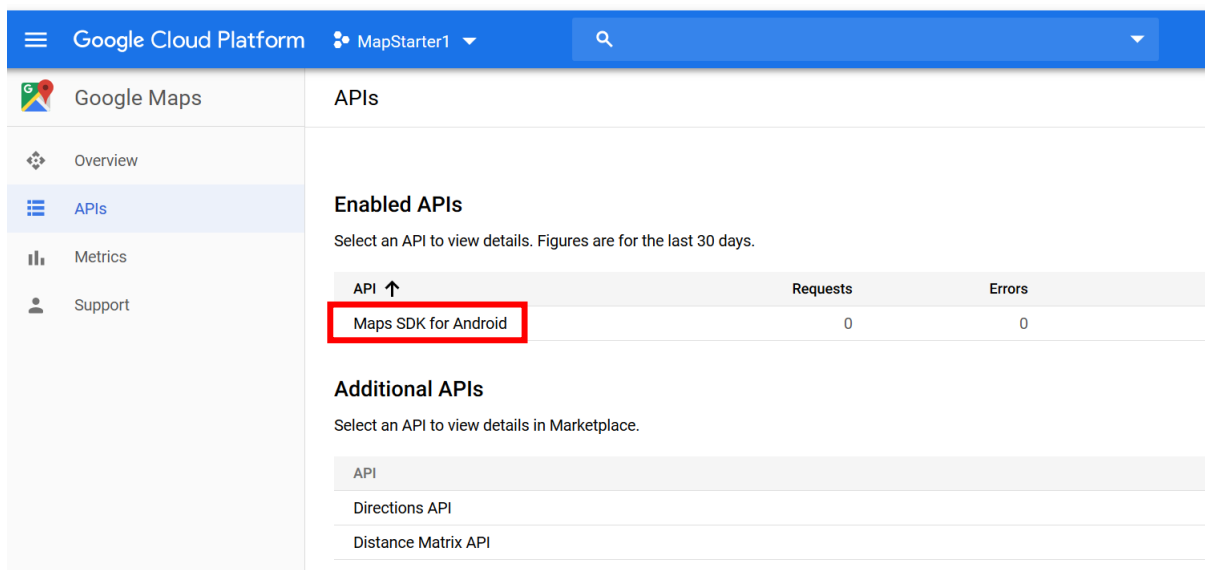 Google Cloud Platform MapStarter1
Google Maps
APIs
Overview
APIs
Metrics
Support
Enabled APIs
Select an API to view details. Figures are for the last 30 days.
API Requests Errors
Maps SDK for Android 0 0
Additional APIs
Select an API to view details in Marketplace.
API
Directions API
Distance Matrix API